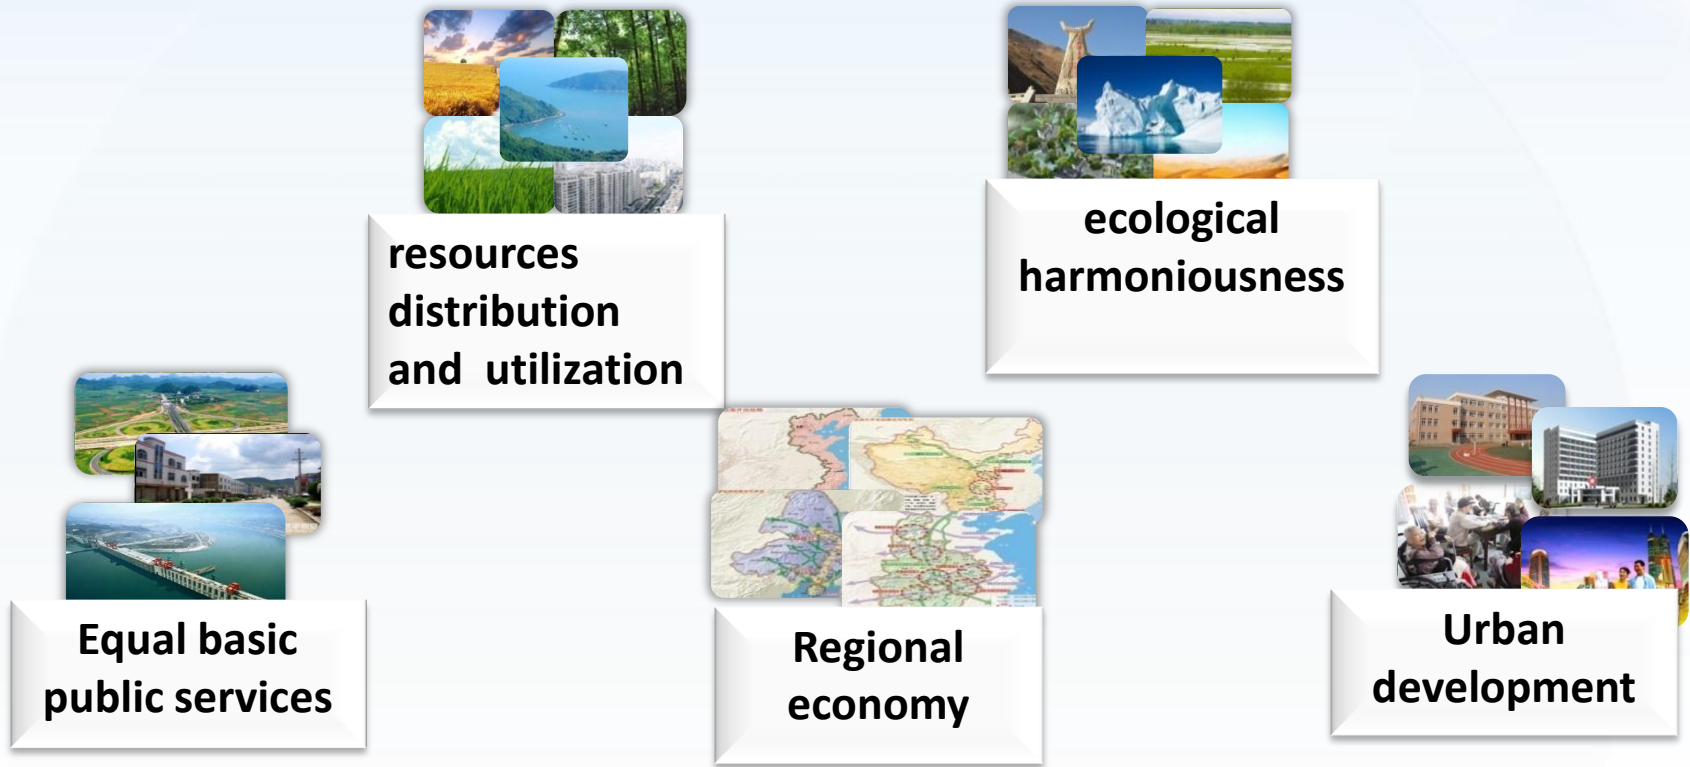 resources
distribution
and utilization
ecological
harmoniousness
Equal basic
public services
Regional
economy
Urban
development